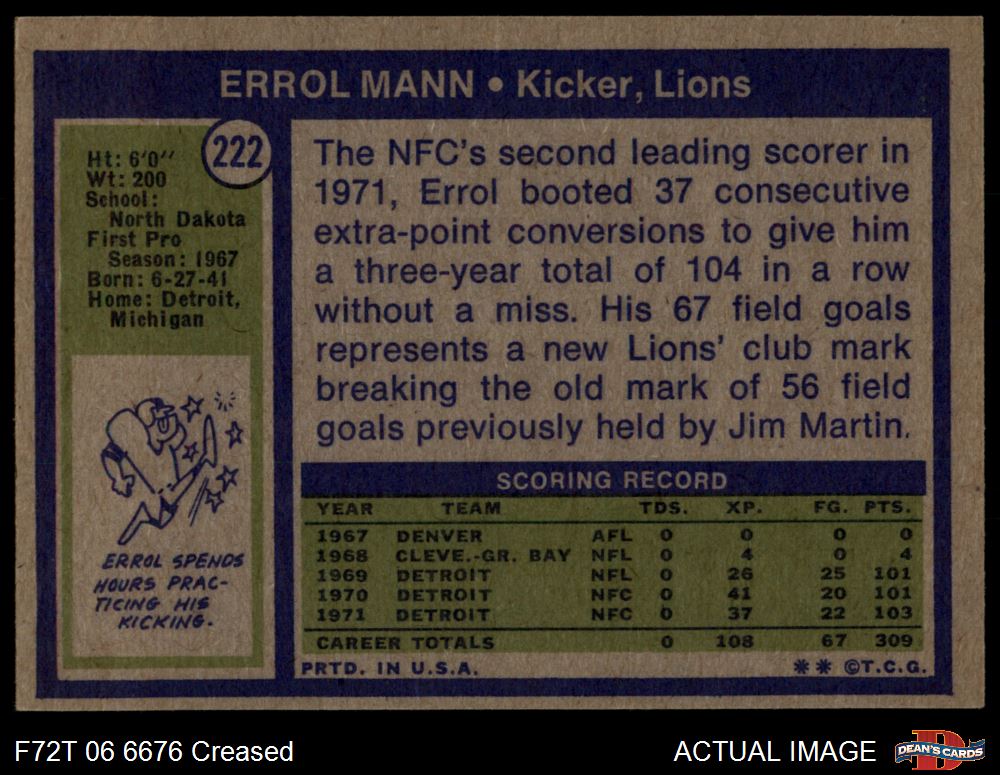 ERROL MANN • Kicker, Lions
222
Ht: 6'0''
Wt: 200
School:
North Dakota
First Pro
Season: 1967
Born: 6-27-41
Home: Detroit,
Michigan
ERROL SPENDS
HOURS PRAC-
TICING HIS
KICKING.
The NFC's second leading scorer in
1971, Errol booted 37 consecutive
extra-point conversions to give him
a three-year total of 104 in a row
without a miss. His 67 field goals
represents a new Lions' club mark
breaking the old mark of 56 field
goals previously held by Jim Martin.
SCORING RECORD
YEAR TEAM TDS. XP. FG. PTS.
1967 DENVER AFL 0 0 0 0
1968 CLEVE.-GR. BAY NFL 0 4 0 4
1969 DETROIT NFL 0 26 25 101
1970 DETROIT NFC 0 41 20 101
1971 DETROIT NFC 0 37 22 103
CAREER TOTALS 0 108 67 309
PRTD. IN U.S.A. ** ©T.C.G.
F72T 06 6676 Creased
ACTUAL IMAGE
D
DEAN'S CARDS